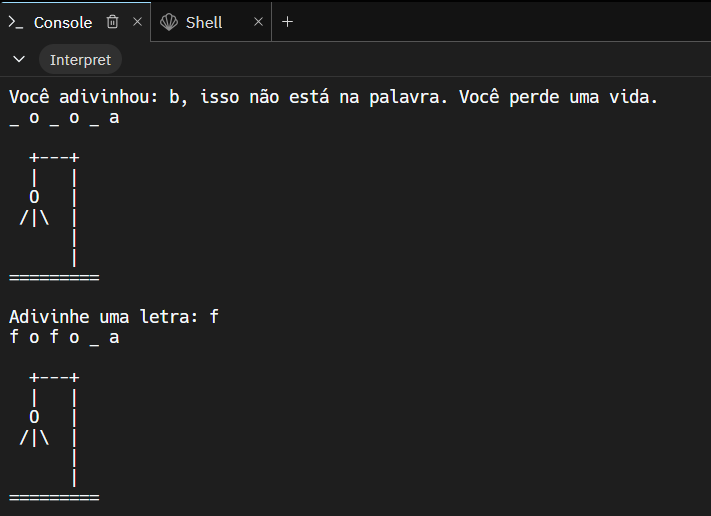 Console
Shell
Interpret
Você adivinhou: b, isso não está na palavra. Você perde uma vida.
_ o _ o _ a
  +---+
  |   |
  O   |
 /|\  |
      |
      |
=========
Adivinhe uma letra: f
f o f o _ a
  +---+
  |   |
  O   |
 /|\  |
      |
      |
=========